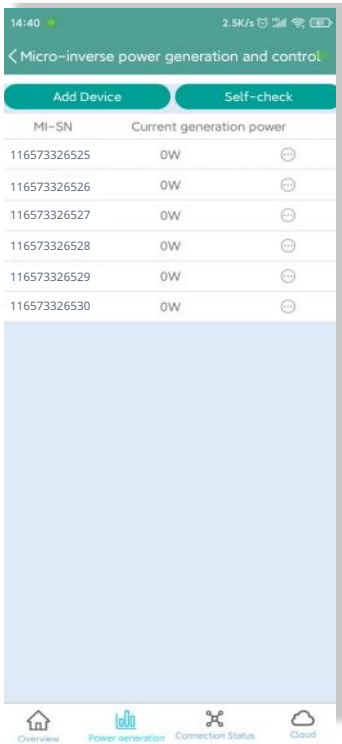 14:40 2.5K/s
Micro-inverse power generation and control
Add Device Self-check
MI-SN Current generation power
116573326525 0W
116573326526 0W
116573326527 0W
116573326528 0W
116573326529 0W
116573326530 0W
Overview Power generation Connection Status Cloud